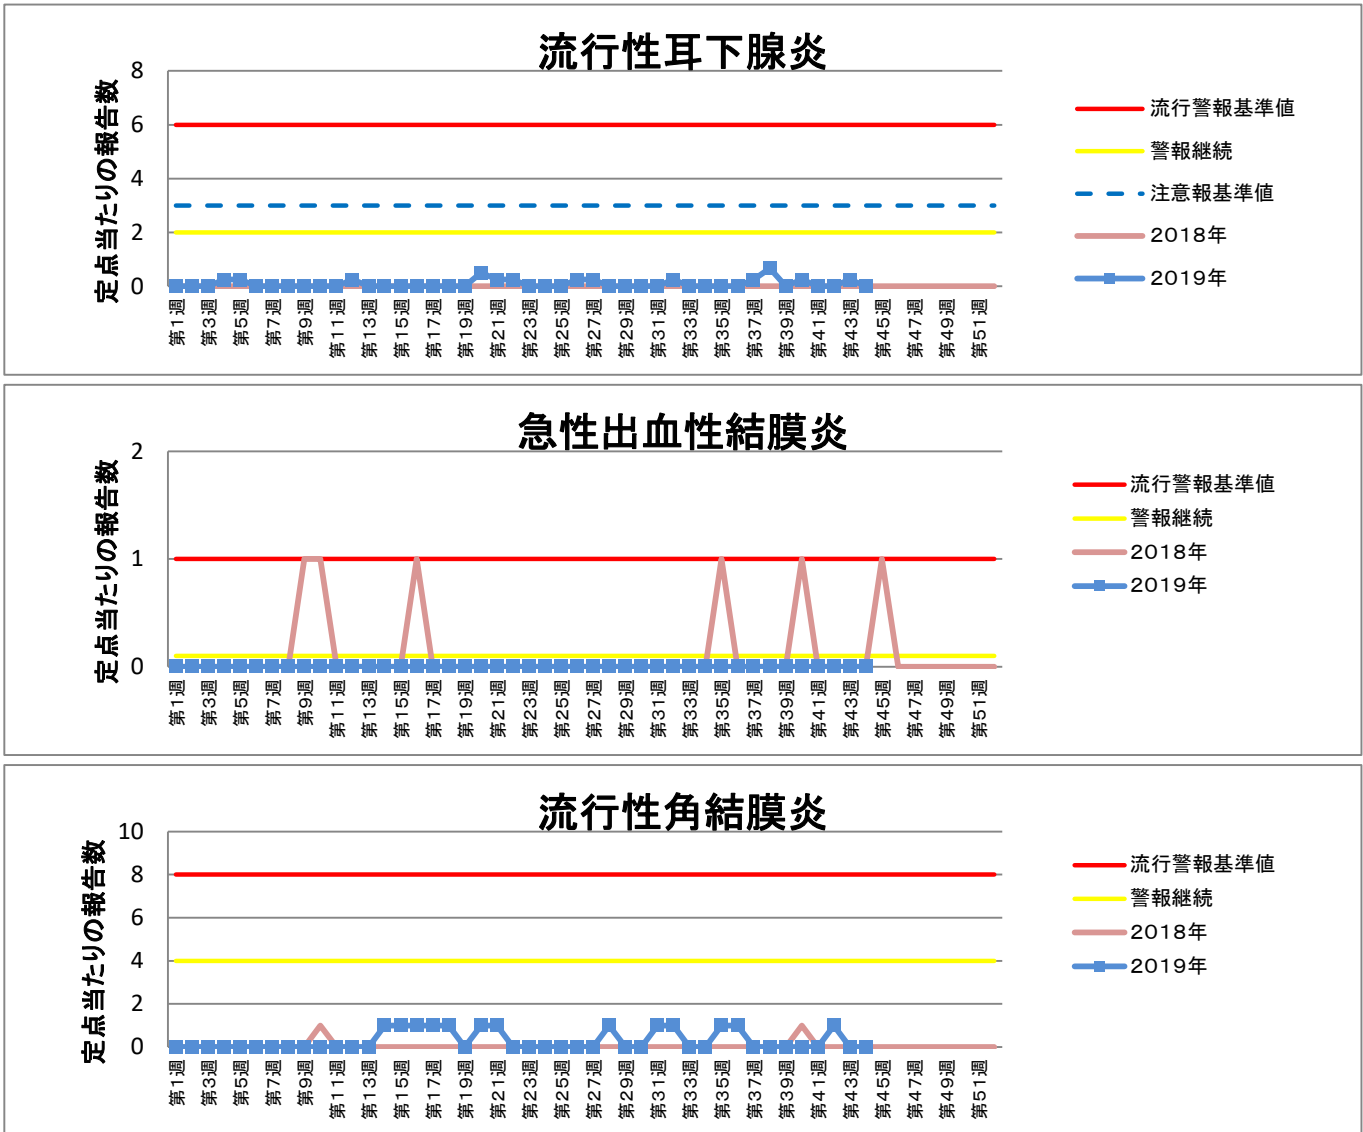 流行性耳下腺炎
定点当たりの報告数
8
6
4
2
0
第1週 第3週 第5週 第7週 第9週 第11週 第13週 第15週 第17週 第19週 第21週 第23週 第25週 第27週 第29週 第31週 第33週 第35週 第37週 第39週 第41週 第43週 第45週 第47週 第49週 第51週
流行警報基準値
警報継続
注意報基準値
2018年
2019年
急性出血性結膜炎
定点当たりの報告数
2
1
0
第1週 第3週 第5週 第7週 第9週 第11週 第13週 第15週 第17週 第19週 第21週 第23週 第25週 第27週 第29週 第31週 第33週 第35週 第37週 第39週 第41週 第43週 第45週 第47週 第49週 第51週
流行警報基準値
警報継続
2018年
2019年
流行性角結膜炎
定点当たりの報告数
10
8
6
4
2
0
第1週 第3週 第5週 第7週 第9週 第11週 第13週 第15週 第17週 第19週 第21週 第23週 第25週 第27週 第29週 第31週 第33週 第35週 第37週 第39週 第41週 第43週 第45週 第47週 第49週 第51週
流行警報基準値
警報継続
2018年
2019年